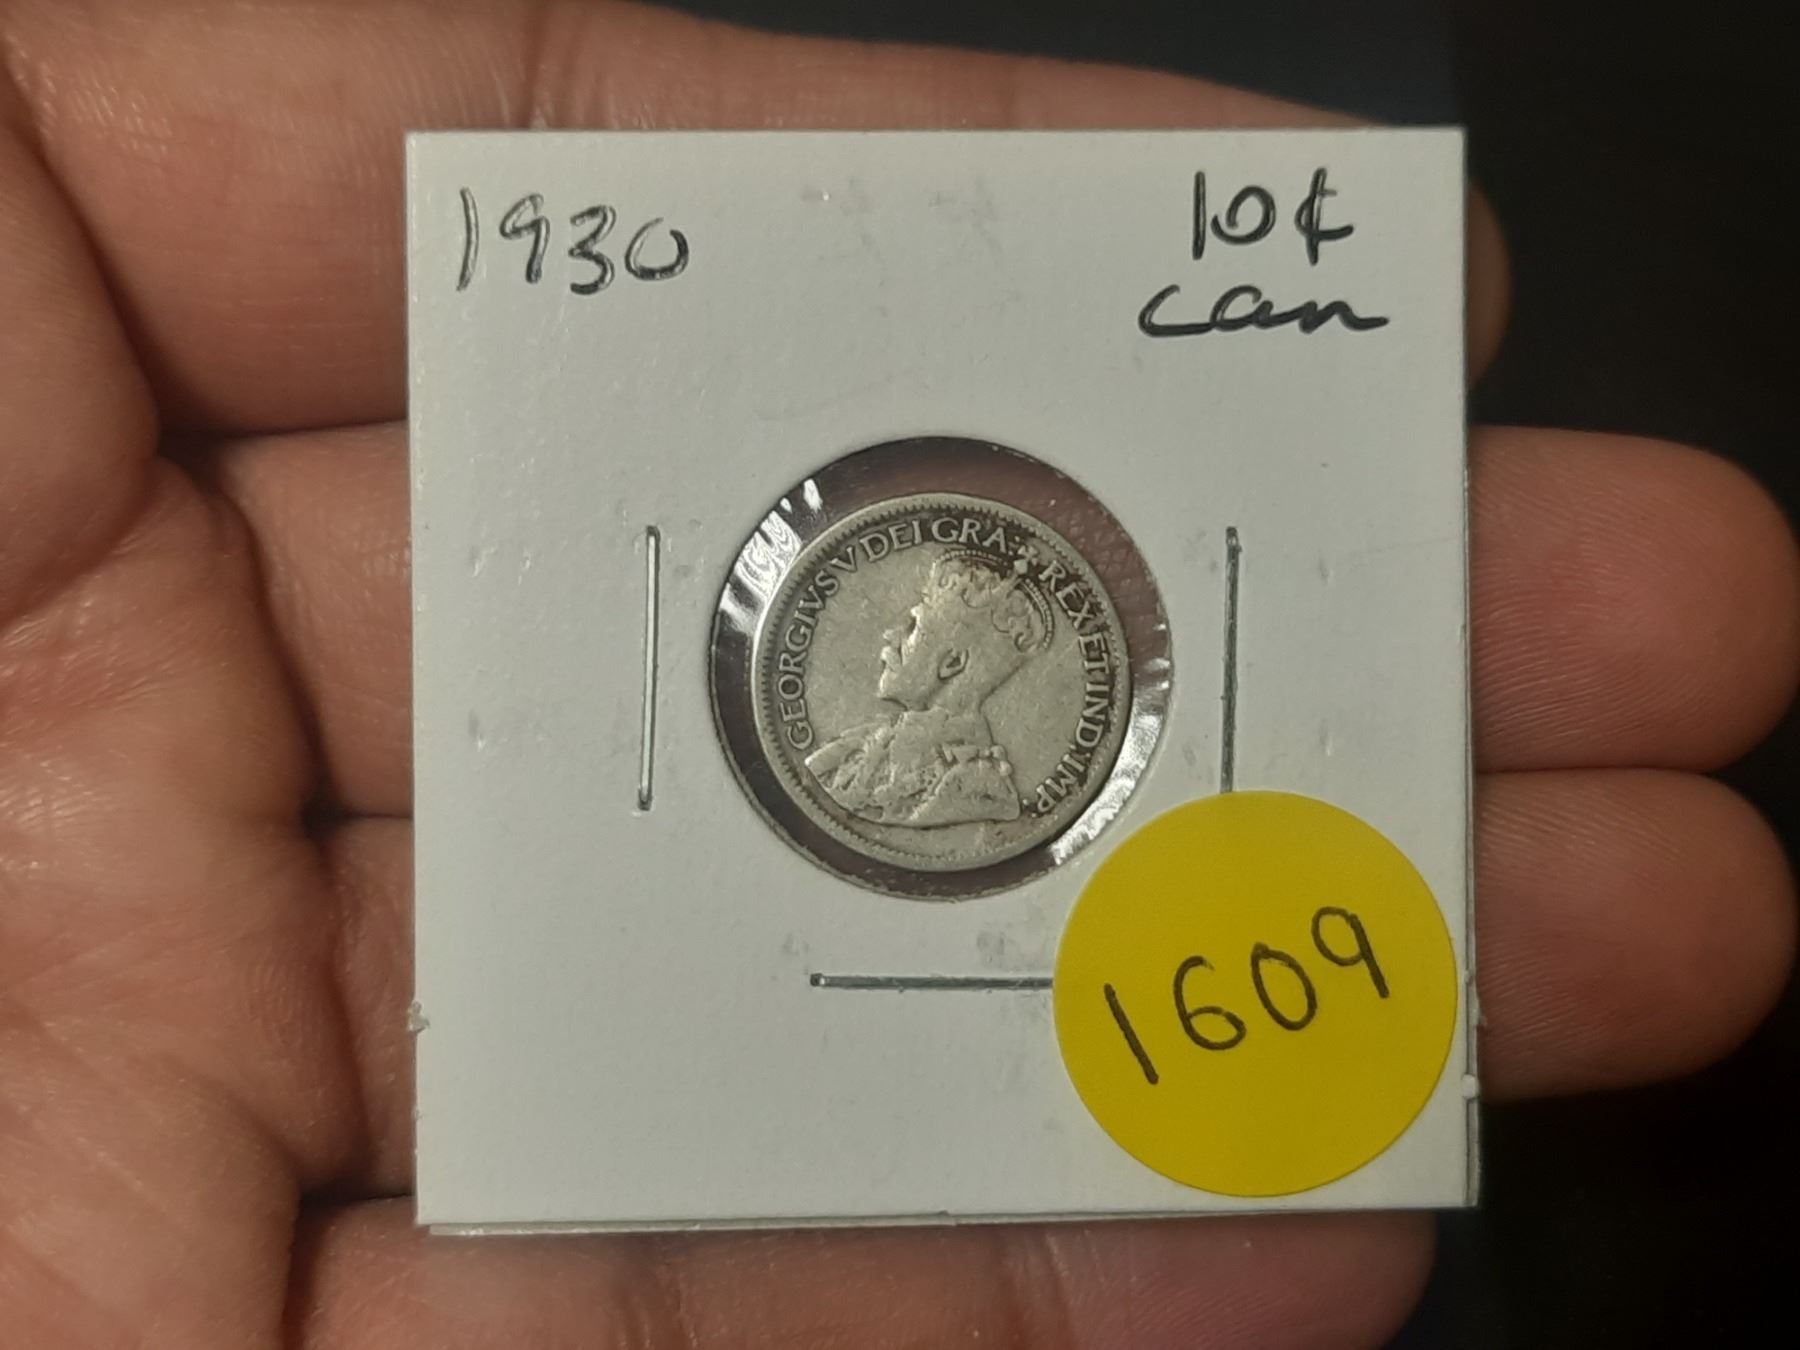 1930
10¢
can
GEORGIVS V DEI GRA: REX ET IND: IMP:
1609